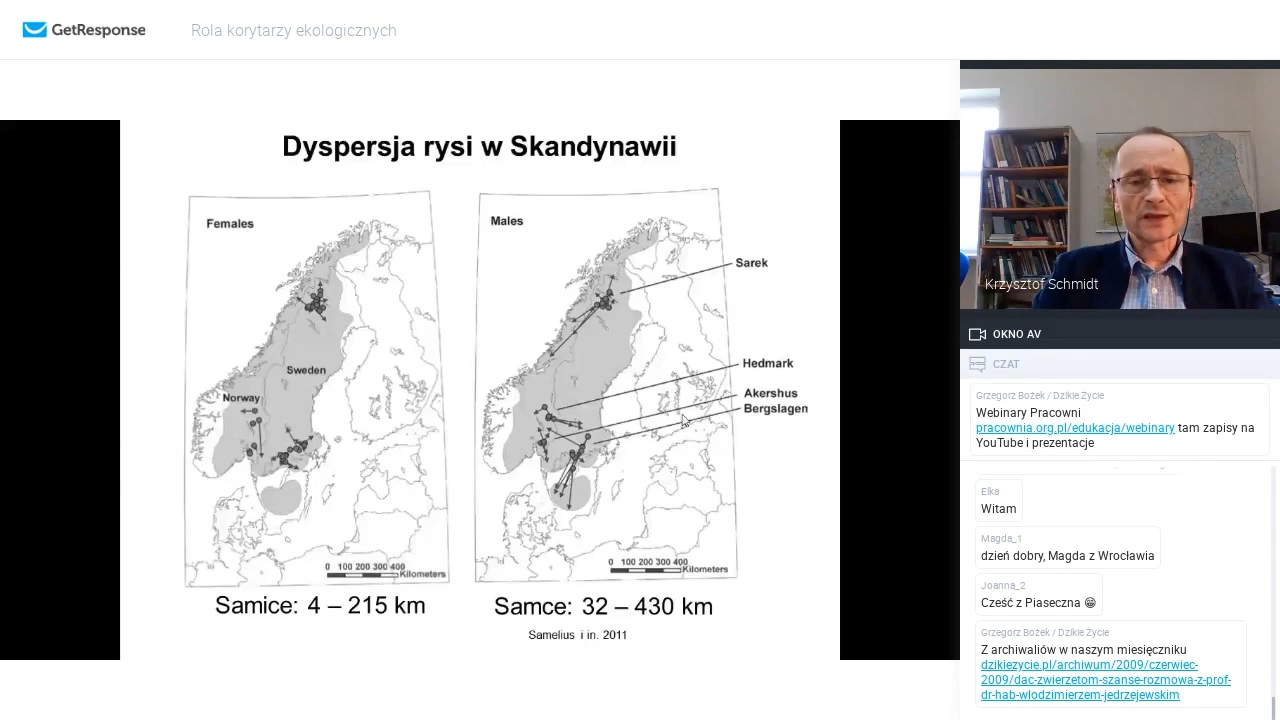 GetResponse
Rola korytarzy ekologicznych
Dyspersja rysi w Skandynawii
Females
Sweden
Norway
0 100 200 300 400
Kilometers
Males
Sarek
Hedmark
Akershus
Bergslagen
0 100 200 300 400
Kilometers
Samice: 4 – 215 km
Samce: 32 – 430 km
Samelius i in. 2011
Krzysztof Schmidt
OKNO AV
CZAT
Grzegorz Bożek / Dzikie Życie
Webinary Pracowni
pracownia.org.pl/edukacja/webinary tam zapisy na
YouTube i prezentacje
Elka
Witam
Magda_1
dzień dobry, Magda z Wrocławia
Joanna_2
Cześć z Piaseczna 😀
Grzegorz Bożek / Dzikie Życie
Z archiwaliów w naszym miesięczniku
dzikiezycie.pl/archiwum/2009/czerwiec-
2009/dac-zwierzetom-szanse-rozmowa-z-prof-
dr-hab-wlodzimierzem-jedrzejewskim